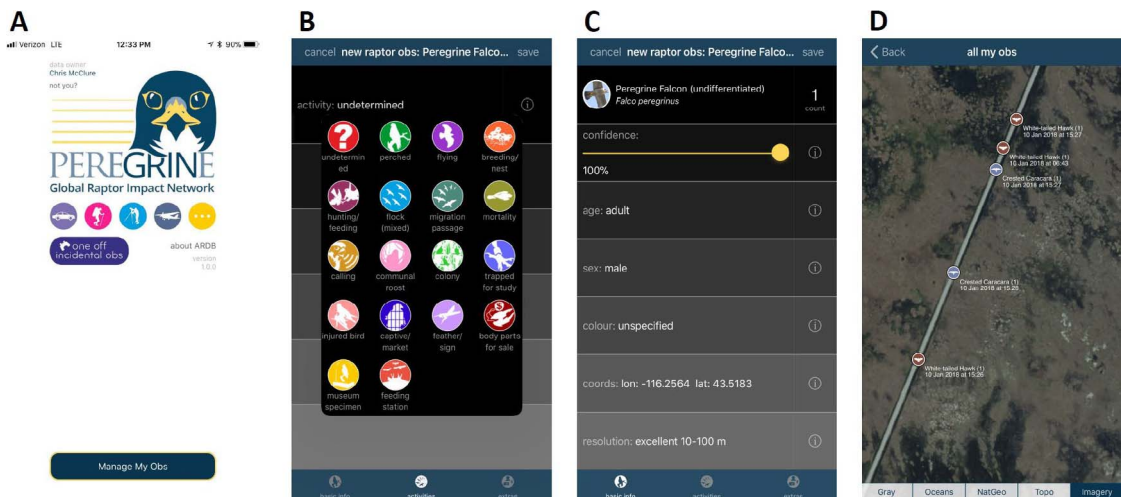 A
Verizon LTE
12:33 PM
90%
data owner
Chris McClure
not you?
PEREGRINE
Global Raptor Impact Network
one off
incidental obs
about ARDB
version
1.0.0
Manage My Obs
B
cancel new raptor obs: Peregrine Falco... save
activity: undetermined
undetermin
ed
perched
flying
breeding/
nest
hunting/
feeding
flock
(mixed)
migration
passage
mortality
calling
communal
roost
colony
trapped
for study
injured bird
captive/
market
feather/
sign
body parts
for sale
museum
specimen
feeding
station
basic info
activities
extras
C
cancel new raptor obs: Peregrine Falco... save
Peregrine Falcon (undifferentiated)
Falco peregrinus
1
count
confidence:
100%
age: adult
sex: male
colour: unspecified
coords: lon: -116.2564 lat: 43.5183
resolution: excellent 10-100 m
basic info
activities
extras
D
Back
all my obs
White-tailed Hawk (1)
10 Jan 2018 at 15:27
White-tailed Hawk (1)
10 Jan 2018 at 06:43
Crested Caracara (1)
10 Jan 2018 at 15:27
Crested Caracara (1)
10 Jan 2018 at 15:26
White-tailed Hawk (1)
10 Jan 2018 at 15:26
Gray
Oceans
NatGeo
Topo
Imagery